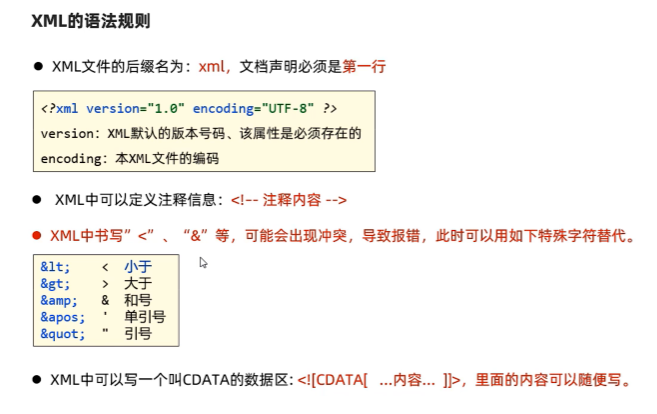 XML的语法规则
● XML文件的后缀名为：xml，文档声明必须是第一行
<?xml version="1.0" encoding="UTF-8" ?>
version：XML默认的版本号码、该属性是必须存在的
encoding：本XML文件的编码
● XML中可以定义注释信息：<!-- 注释内容 -->
● XML中书写”<”、“&”等，可能会出现冲突，导致报错，此时可以用如下特殊字符替代。
&lt; < 小于
&gt; > 大于
&amp; & 和号
&apos; ' 单引号
&quot; " 引号
● XML中可以写一个叫CDATA的数据区: <![CDATA[ ...内容... ]]>，里面的内容可以随便写。